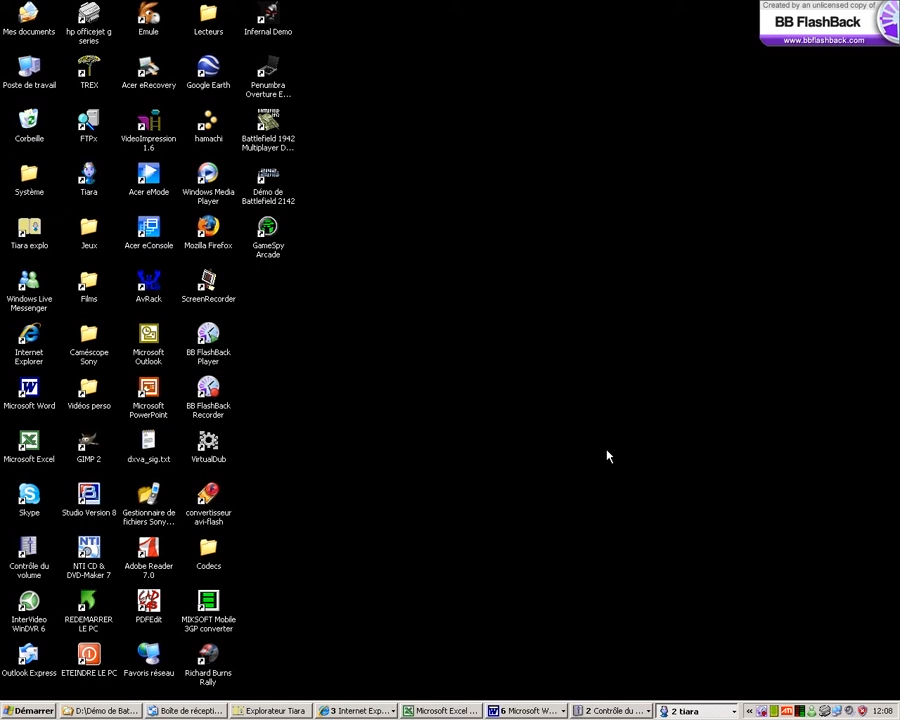 Created by an unlicensed copy of
BB FlashBack
www.bbflashback.com
Mes documents
hp officejet g
series
Emule
Lecteurs
Infernal Demo
Poste de travail
TREX
Acer eRecovery
Google Earth
Penumbra
Overture E...
Corbeille
FTPx
VideoImpression
1.6
hamachi
Battlefield 1942
Multiplayer D...
Système
Tiara
Acer eMode
Windows Media
Player
Démo de
Battlefield 2142
Tiara explo
Jeux
Acer eConsole
Mozilla Firefox
GameSpy
Arcade
Windows Live
Messenger
Films
AvRack
ScreenRecorder
Internet
Explorer
Caméscope
Sony
Microsoft
Outlook
BB FlashBack
Player
Microsoft Word
Vidéos perso
Microsoft
PowerPoint
BB FlashBack
Recorder
Microsoft Excel
GIMP 2
dxva_sig.txt
VirtualDub
Skype
Studio Version 8
Gestionnaire de
fichiers Sony...
convertisseur
avi-flash
Contrôle du
volume
NTI CD &
DVD-Maker 7
Adobe Reader
7.0
Codecs
InterVideo
WinDVR 6
REDEMARRER
LE PC
PDFEdit
MIKSOFT Mobile
3GP converter
Outlook Express
ETEINDRE LE PC
Favoris réseau
Richard Burns
Rally
Démarrer
D:\Démo de Bat...
Boîte de récepti...
Explorateur Tiara
3 Internet Exp...
Microsoft Excel ...
6 Microsoft W...
2 Contrôle du ...
2 tiara
12:08